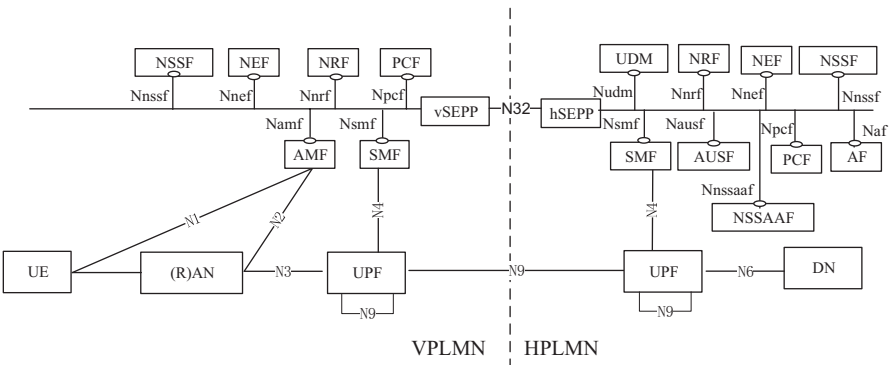 NSSF NEF NRF PCF UDM NRF NEF NSSF
Nnssf Nnef Nnrf Npcf Nudm Nnrf Nnef Nnssf
vSEPP N32 hSEPP
Namf Nsmf Nsmf Nausf Npcf Naf
AMF SMF SMF AUSF PCF AF
Nnssaaf
NSSAAF
N1 N2 N4 N4
UE (R)AN N3 UPF N9 UPF N6 DN
N9 N9
VPLMN HPLMN